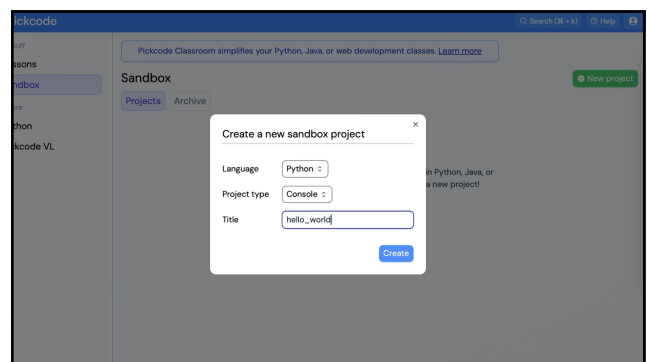 ickcode
Search (⌘ + k)
Help
tuff
ssons
ndbox
thon
kcode VL
Pickcode Classroom simplifies your Python, Java, or web development classes. Learn more
Sandbox
New project
Projects Archive
in Python, Java, or
a new project!
Create a new sandbox project
×
Language Python
Project type Console
Title hello_world
Create